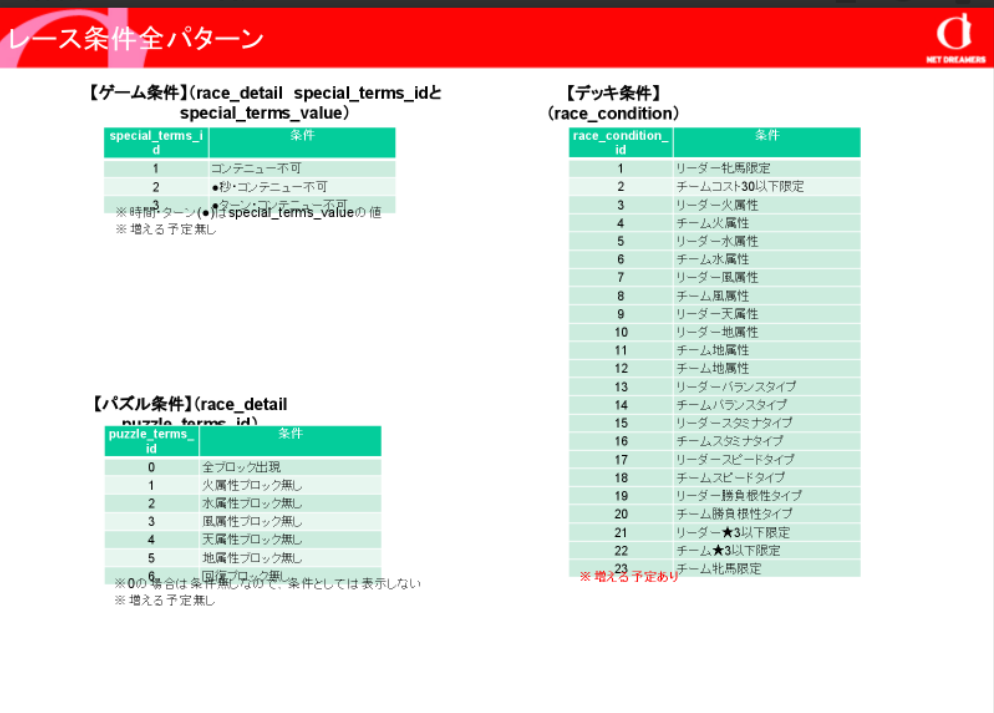 レース条件全パターン
NET DREAMERS
【ゲーム条件】(race_detail special_terms_idと
special_terms_value)
special_terms_i
d
条件
1 コンテニュー不可
2 ●秒・コンテニュー不可
3 ●ターン・コンテニュー不可
※時間・ターン(●)はspecial_terms_valueの値
※増える予定無し
【パズル条件】(race_detail
puzzle_terms_id)
puzzle_terms_
id
条件
0 全ブロック出現
1 火属性ブロック無し
2 水属性ブロック無し
3 風属性ブロック無し
4 天属性ブロック無し
5 地属性ブロック無し
6 回復ブロック無し
※0の場合は条件無しなので、条件としては表示しない
※増える予定無し
【デッキ条件】
(race_condition)
race_condition_
id
条件
1 リーダー牝馬限定
2 チームコスト30以下限定
3 リーダー火属性
4 チーム火属性
5 リーダー水属性
6 チーム水属性
7 リーダー風属性
8 チーム風属性
9 リーダー天属性
10 リーダー地属性
11 チーム地属性
12 チーム地属性
13 リーダーバランスタイプ
14 チームバランスタイプ
15 リーダースタミナタイプ
16 チームスタミナタイプ
17 リーダースピードタイプ
18 チームスピードタイプ
19 リーダー勝負根性タイプ
20 チーム勝負根性タイプ
21 リーダー★3以下限定
22 チーム★3以下限定
23 チーム牝馬限定
※増える予定あり